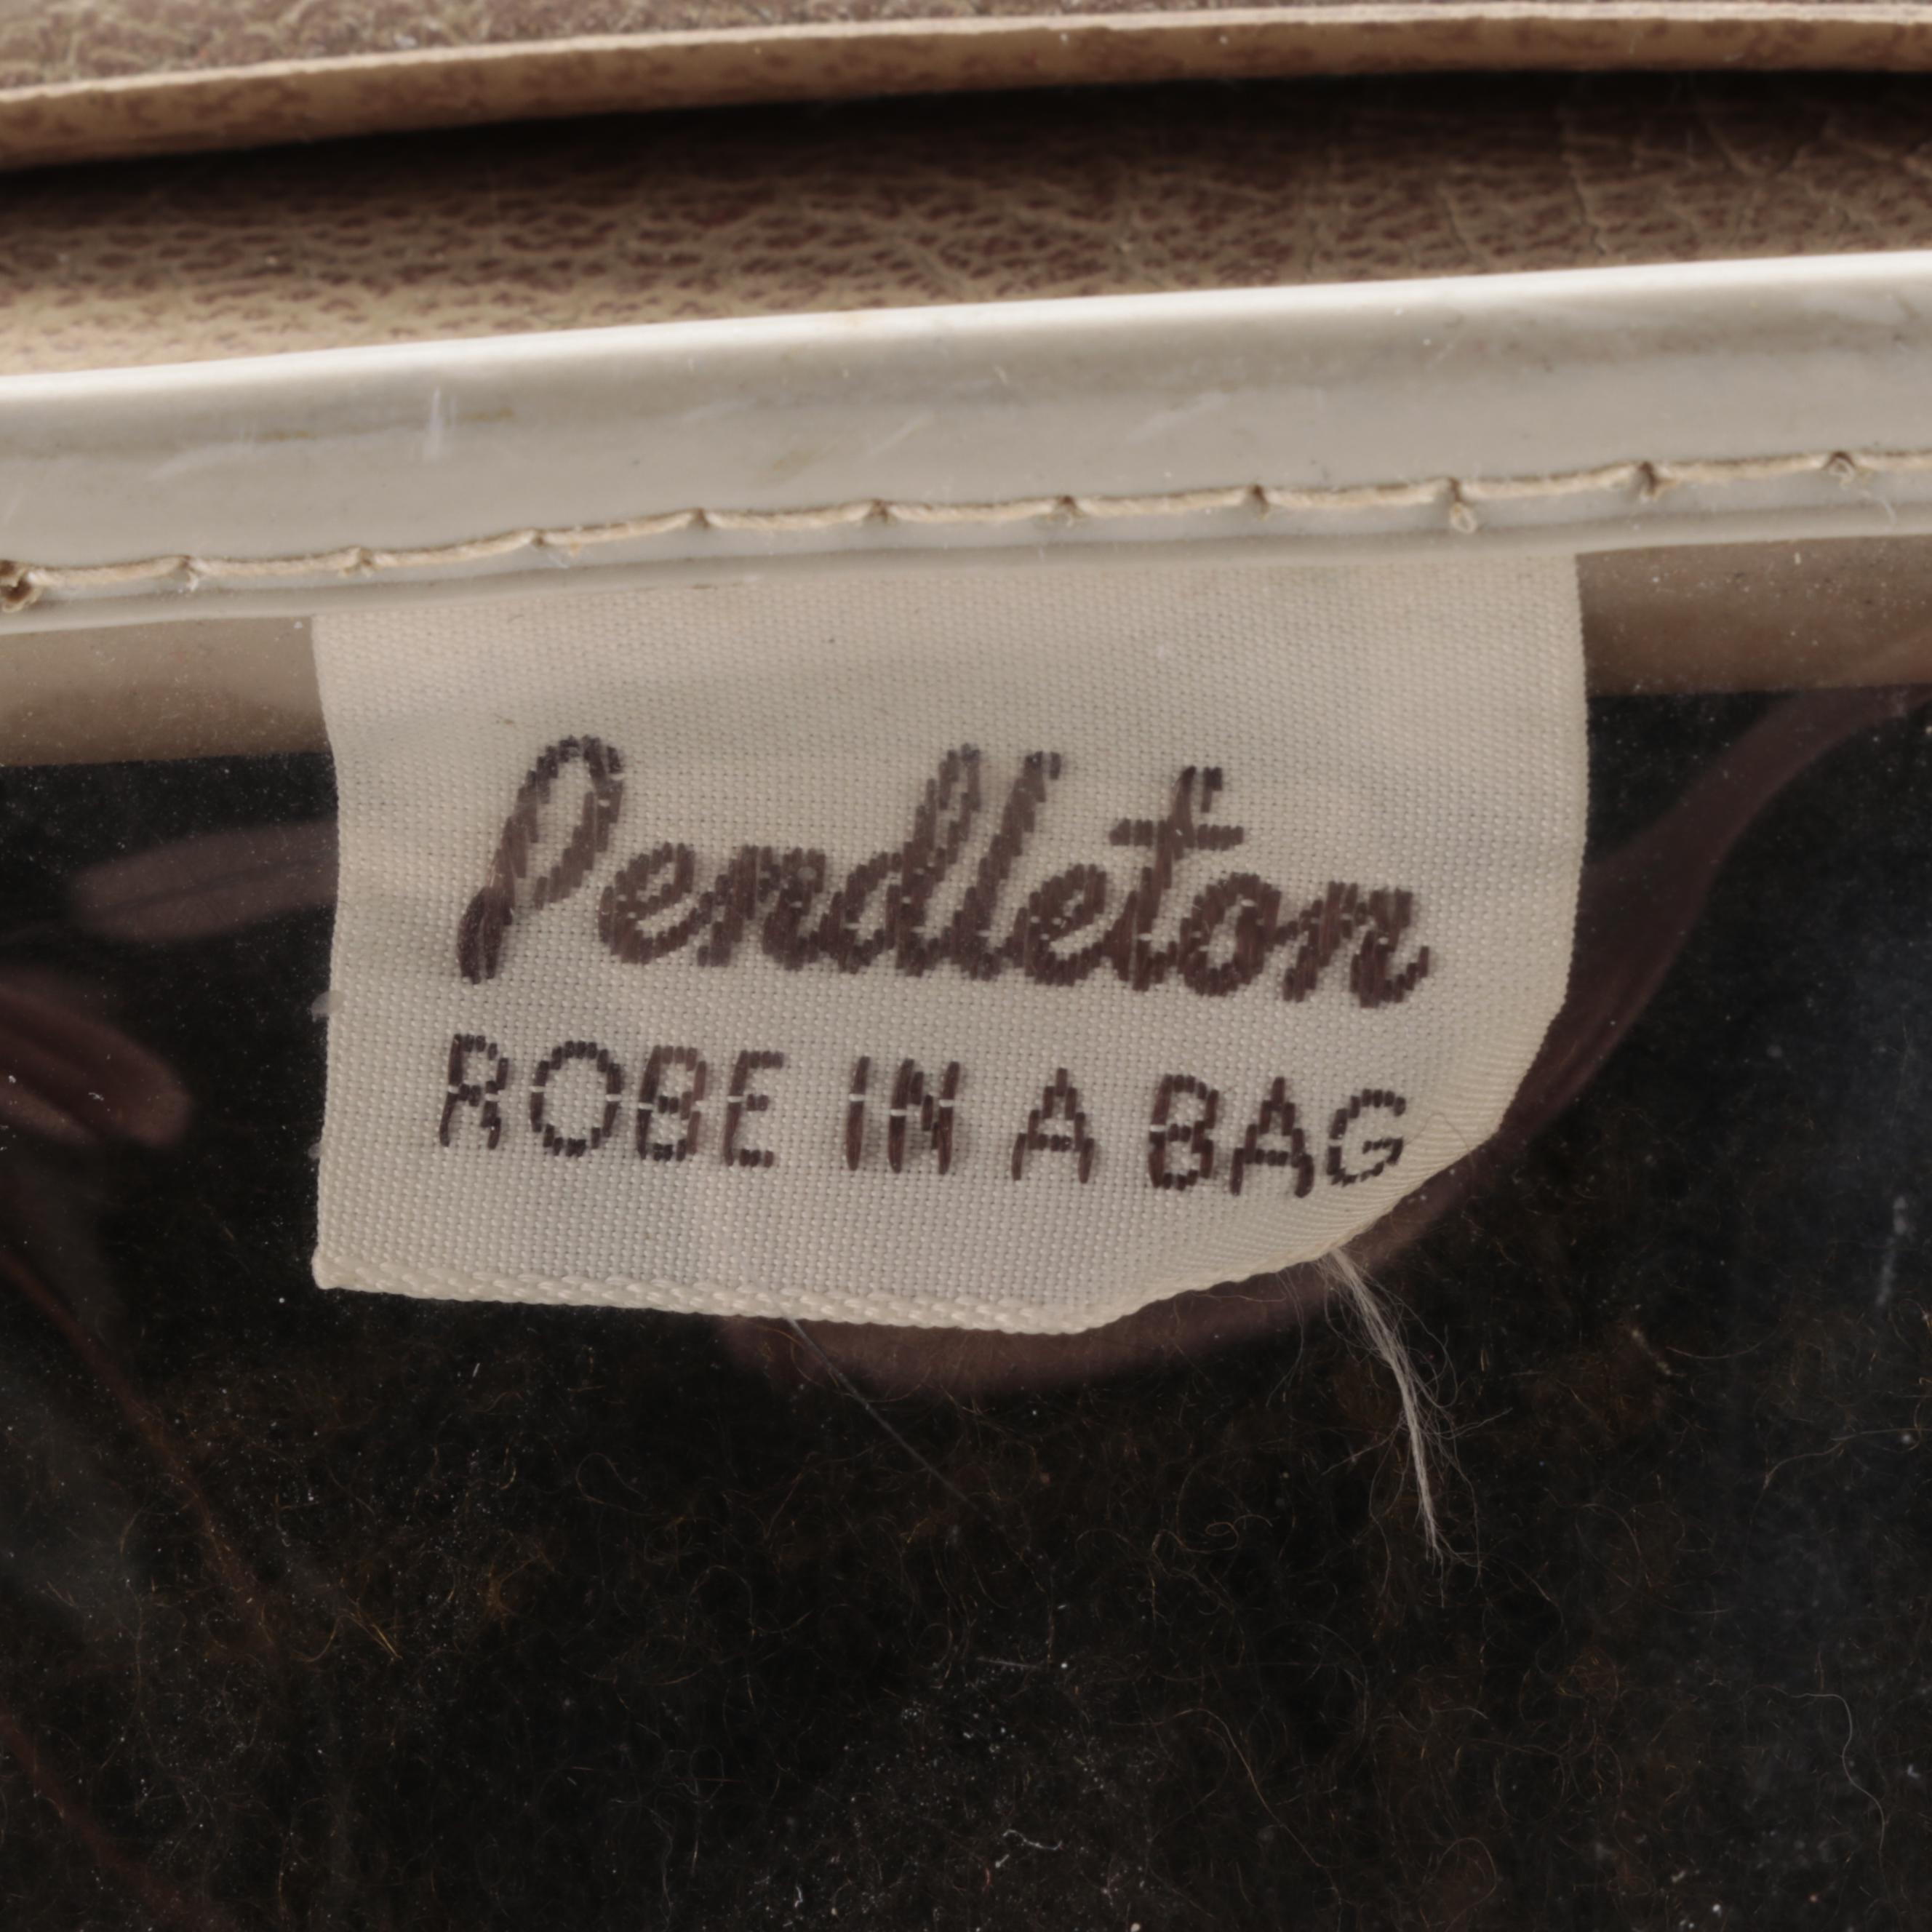 Pendleton
ROBE IN A BAG